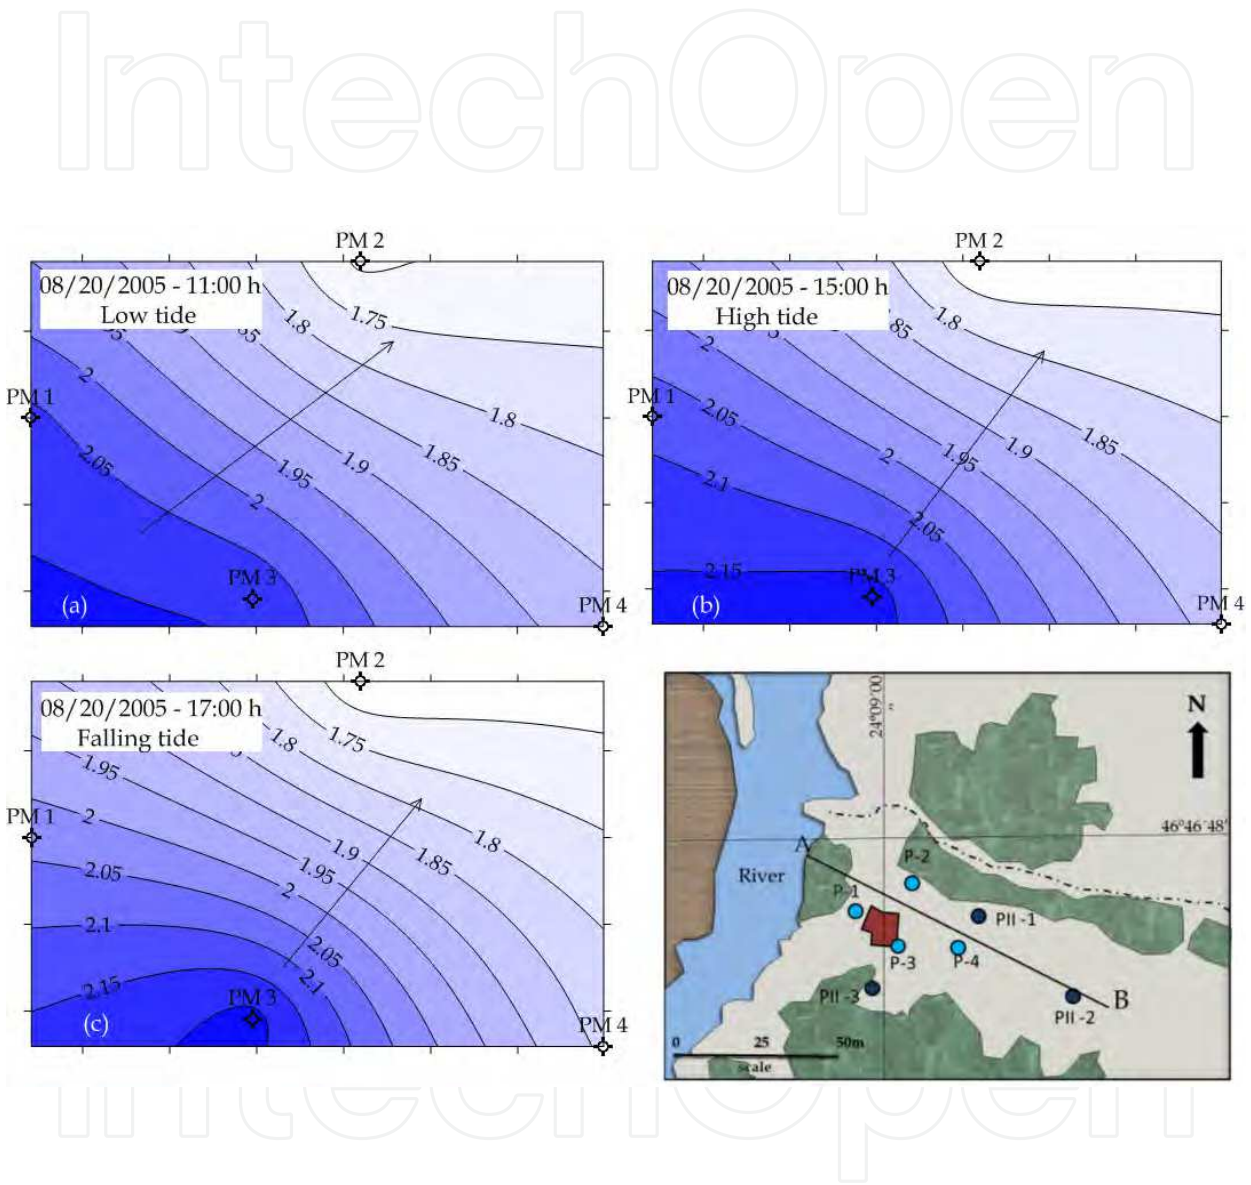 IntechOpen
PM 2
08/20/2005 - 11:00 h
Low tide
1.75
1.8
2
PM 1
1.8
2.05
1.95
1.9
1.85
2
PM 3
(a)
PM 4
PM 2
08/20/2005 - 15:00 h
High tide
1.8
.85
2
PM 1
2.05
1.85
1.9
1.95
2
2.1
2.05
2.15
PM 3
(b)
PM 4
PM 2
08/20/2005 - 17:00 h
Falling tide
1.75
1.8
1.95
PM 1
2
1.8
1.9
1.85
1.95
2
2.05
2.1
2.05
2.1
2.15
PM 3
(c)
PM 4
24º09'00
N
46º46'48'
A
P-2
River
P-1
PII -1
P-3
P-4
PII -3
B
PII -2
0 25 50m
scale
IntechOpen